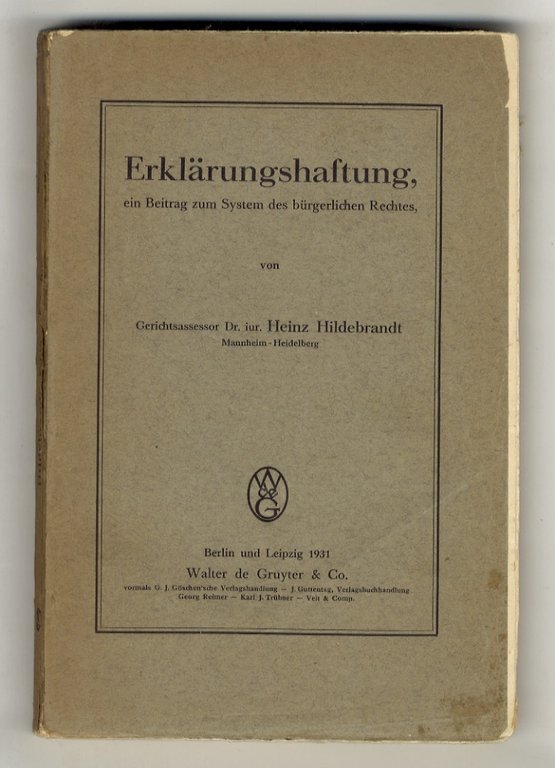 Erklärungshaftung,
ein Beitrag zum System des bürgerlichen Rechtes,
von
Gerichtsassessor Dr. iur. Heinz Hildebrandt
Mannheim-Heidelberg
W
de
G
Berlin und Leipzig 1931
Walter de Gruyter & Co.
vormals G. J. Göschen'sche Verlagshandlung — J. Guttentag, Verlagsbuchhandlung
Georg Reimer — Karl J. Trübner — Veit & Comp.